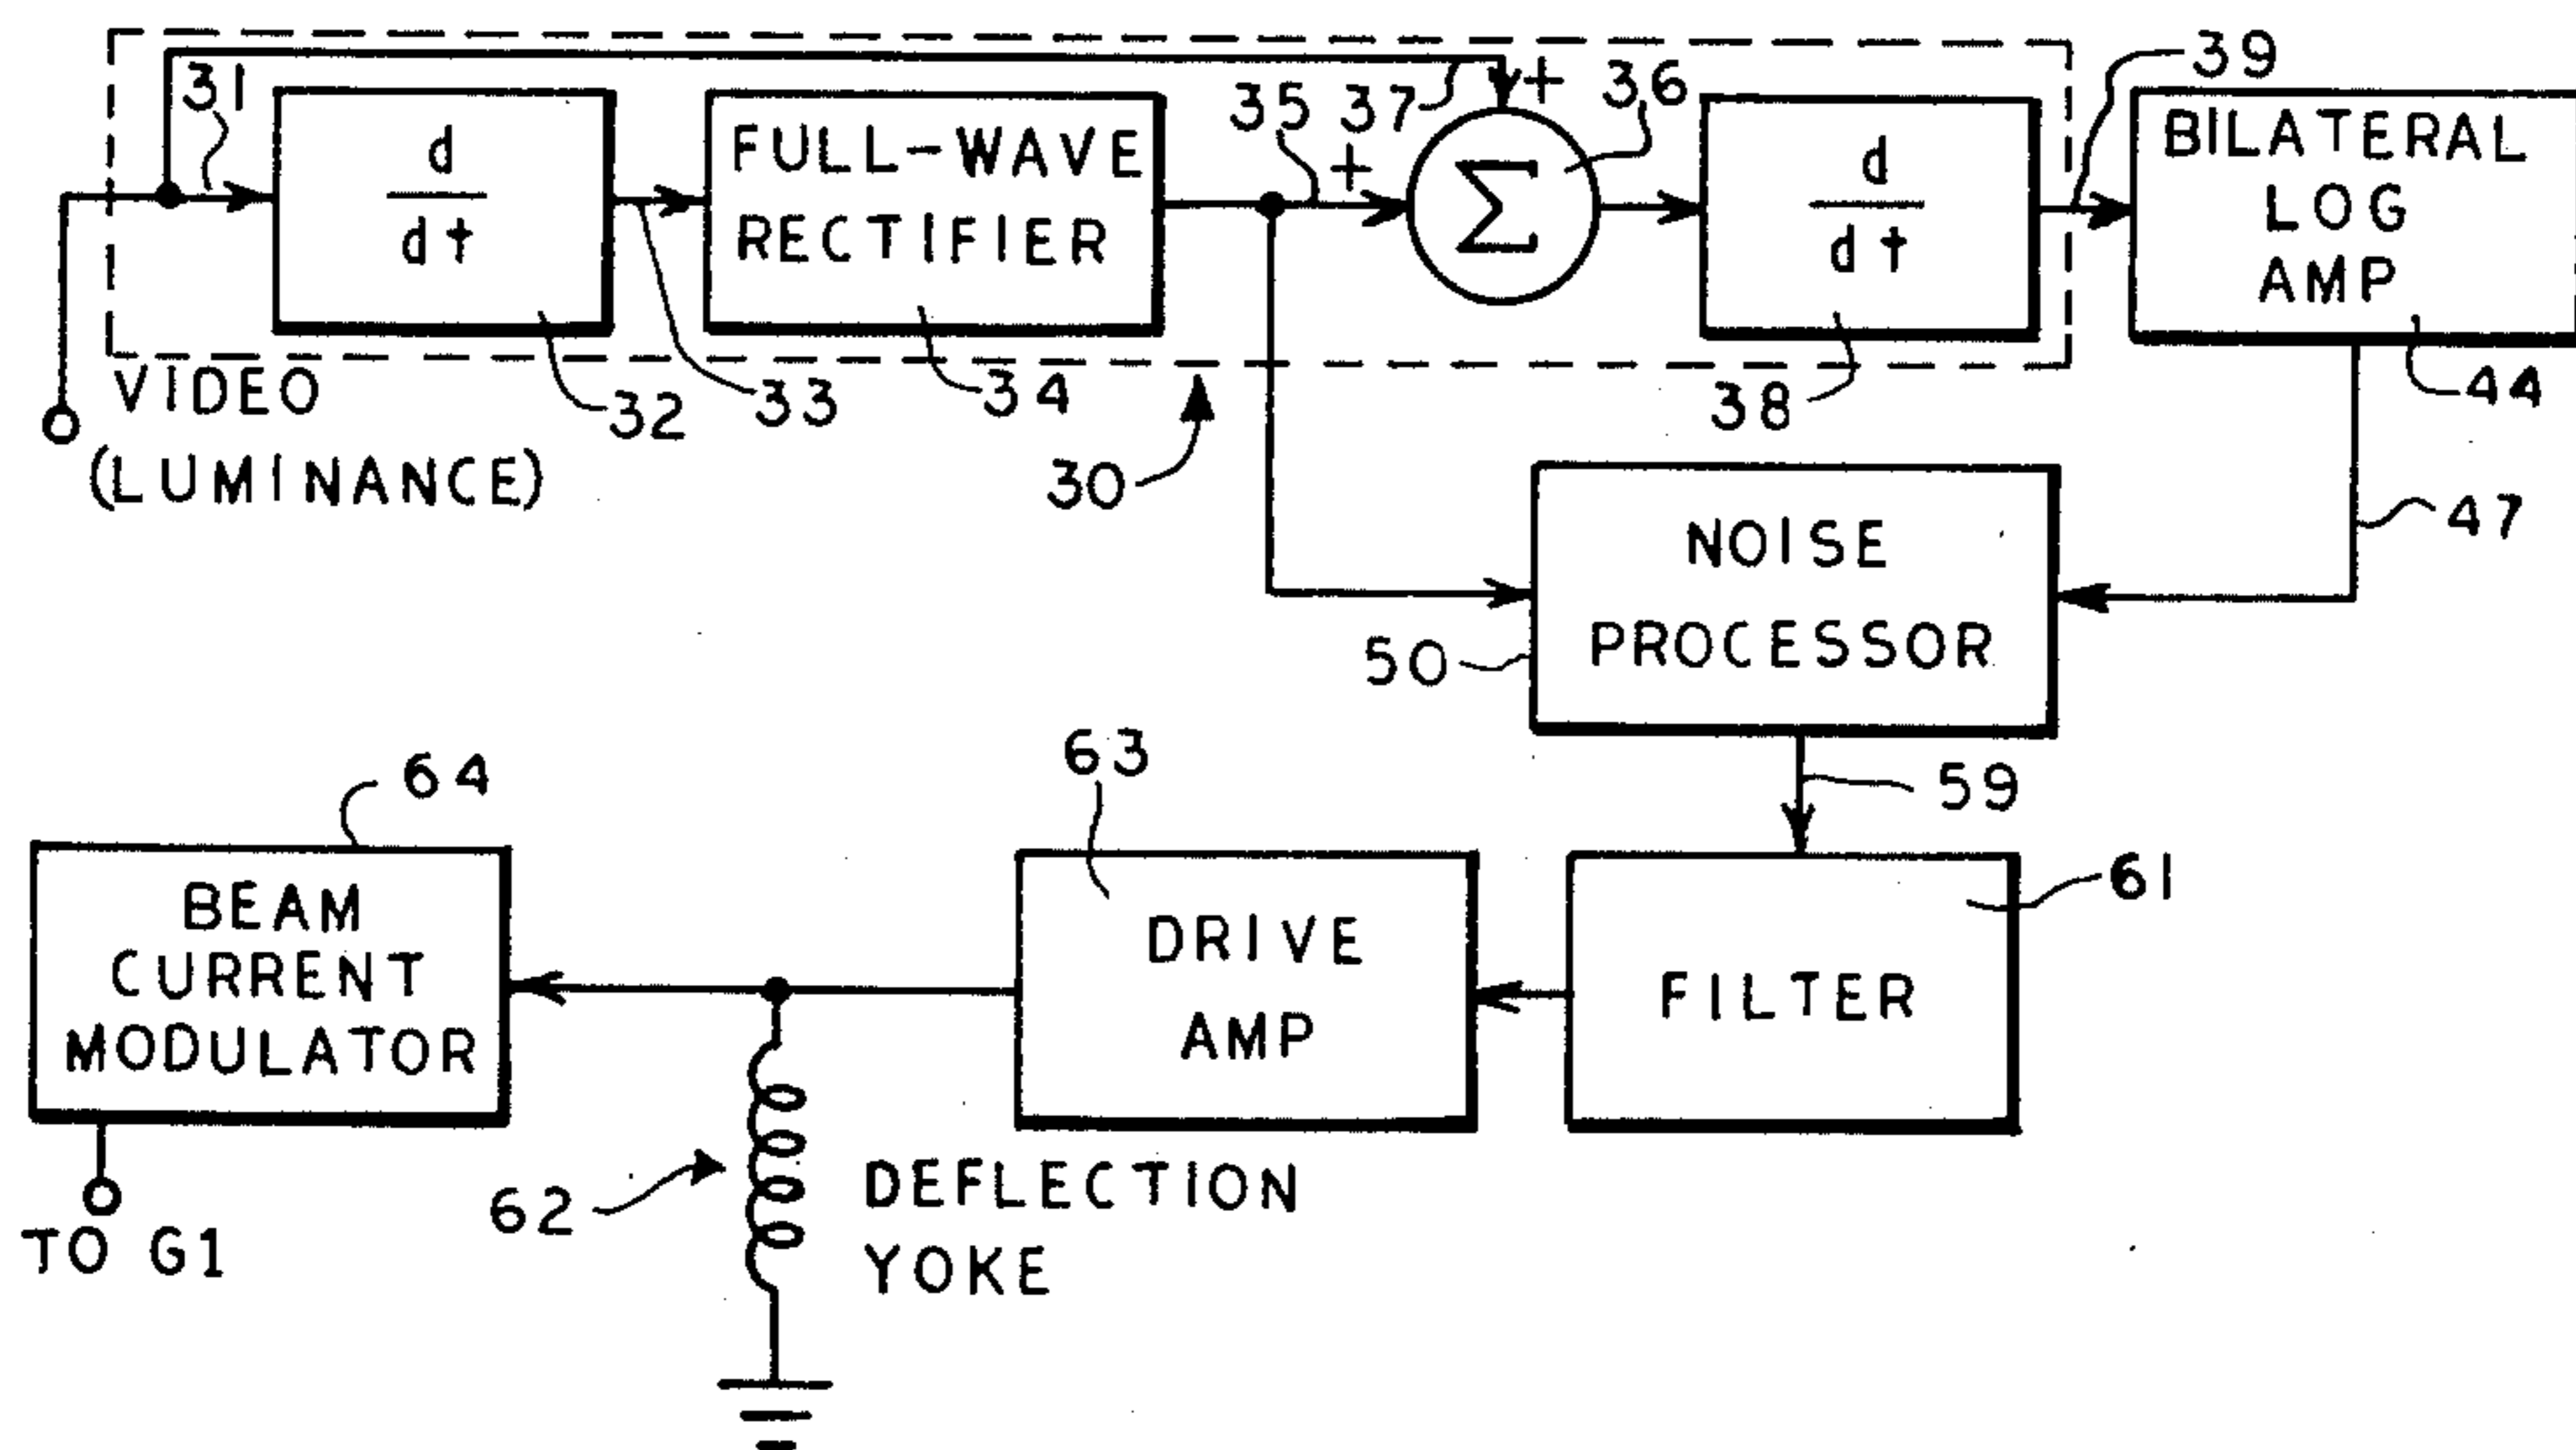 31
d
dt
FULL-WAVE
RECTIFIER
35
37
+
+
36
Σ
d
dt
39
BILATERAL
LOG
AMP
VIDEO
(LUMINANCE)
32
33
34
30
38
44
47
NOISE
PROCESSOR
50
59
64
63
61
BEAM
CURRENT
MODULATOR
DRIVE
AMP
FILTER
TO G1
62
DEFLECTION
YOKE